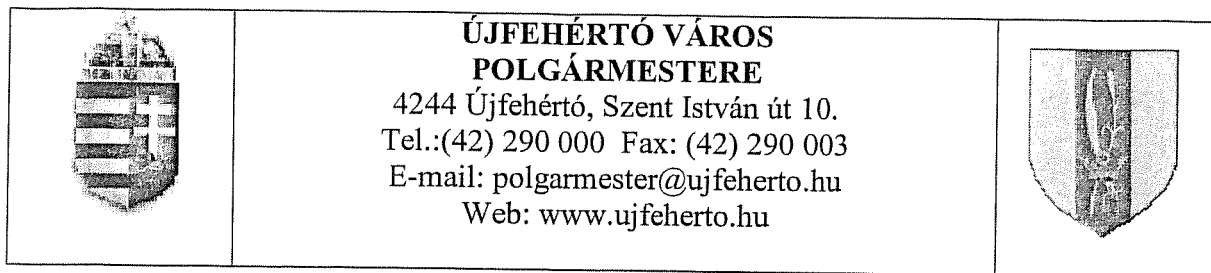 ÚJFEHÉRTÓ VÁROS
POLGÁRMESTERE
4244 Újfehértó, Szent István út 10.
Tel.:(42) 290 000 Fax: (42) 290 003
E-mail: polgarmester@ujfeherto.hu
Web: www.ujfeherto.hu